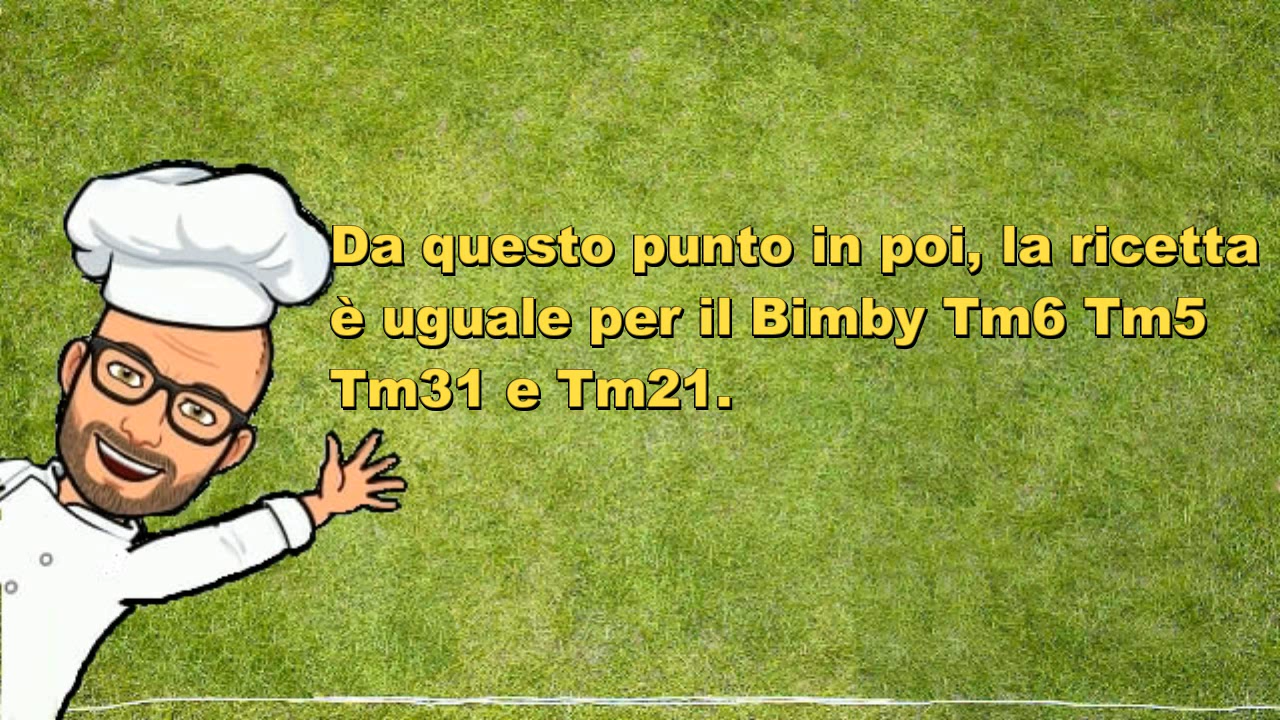 Da questo punto in poi, la ricetta
è uguale per il Bimby Tm6 Tm5
Tm31 e Tm21.